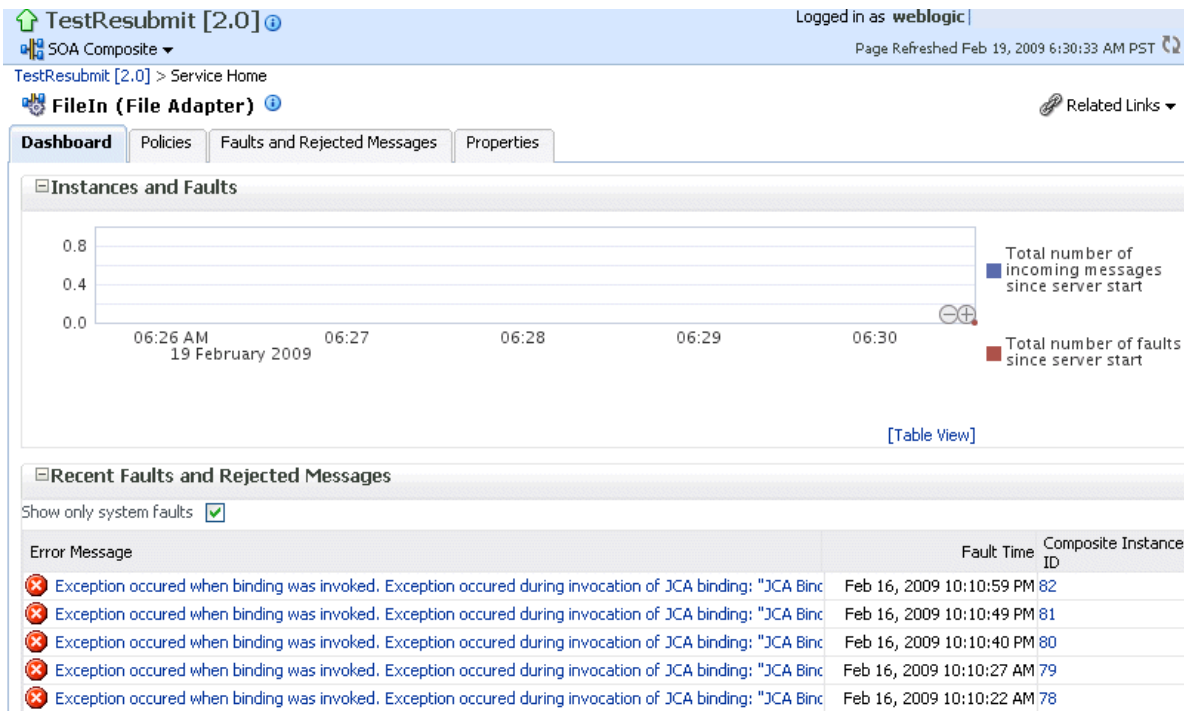 TestResubmit [2.0]
Logged in as weblogic
SOA Composite
Page Refreshed Feb 19, 2009 6:30:33 AM PST
TestResubmit [2.0] > Service Home
FileIn (File Adapter)
Related Links
Dashboard Policies Faults and Rejected Messages Properties
Instances and Faults
0.8
0.4
0.0
06:26 AM 06:27 06:28 06:29 06:30
19 February 2009
Total number of
incoming messages
since server start
Total number of faults
since server start
[Table View]
Recent Faults and Rejected Messages
Show only system faults
Error Message Fault Time Composite Instance
ID
Exception occured when binding was invoked. Exception occured during invocation of JCA binding: "JCA Binc Feb 16, 2009 10:10:59 PM 82
Exception occured when binding was invoked. Exception occured during invocation of JCA binding: "JCA Binc Feb 16, 2009 10:10:49 PM 81
Exception occured when binding was invoked. Exception occured during invocation of JCA binding: "JCA Binc Feb 16, 2009 10:10:40 PM 80
Exception occured when binding was invoked. Exception occured during invocation of JCA binding: "JCA Binc Feb 16, 2009 10:10:27 AM 79
Exception occured when binding was invoked. Exception occured during invocation of JCA binding: "JCA Binc Feb 16, 2009 10:10:22 AM 78